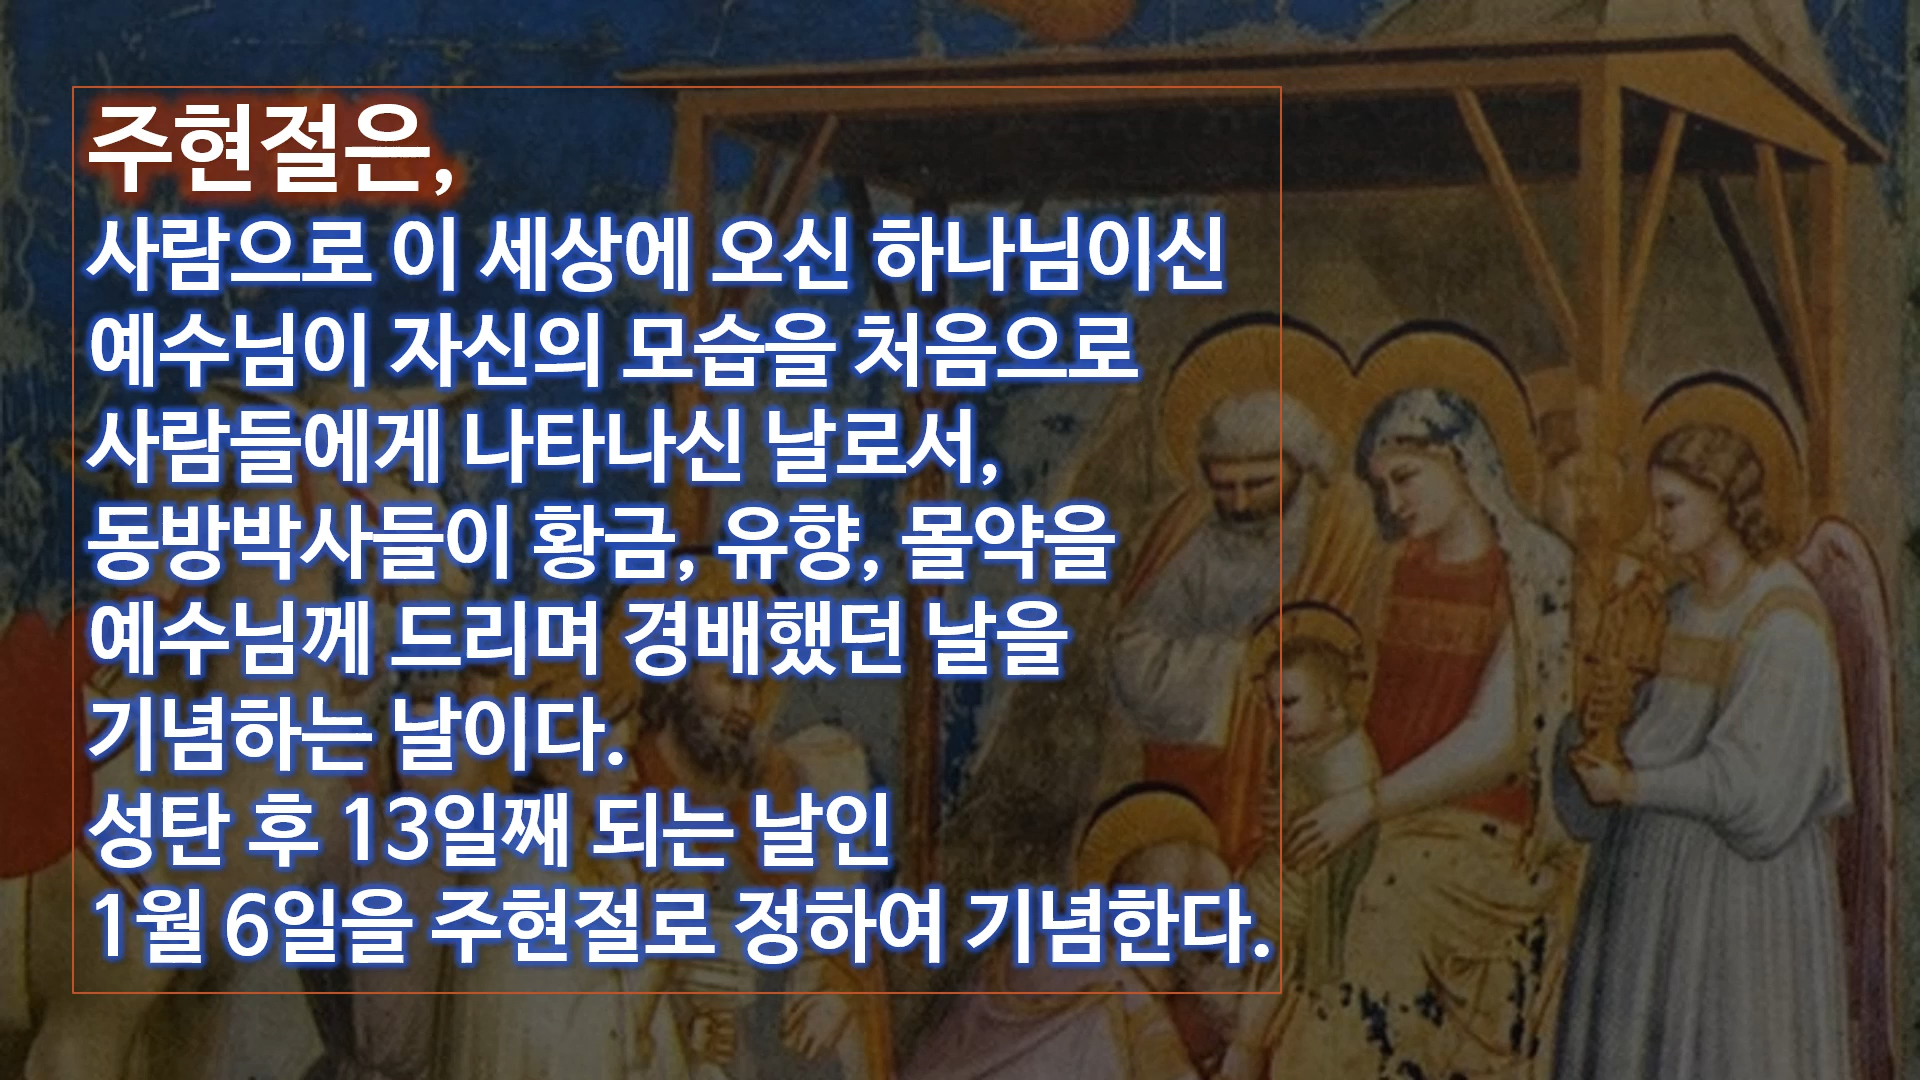 주현절은,
사람으로 이 세상에 오신 하나님이신
예수님이 자신의 모습을 처음으로
사람들에게 나타나신 날로서,
동방박사들이 황금, 유향, 몰약을
예수님께 드리며 경배했던 날을
기념하는 날이다.
성탄 후 13일째 되는 날인
1월 6일을 주현절로 정하여 기념한다.